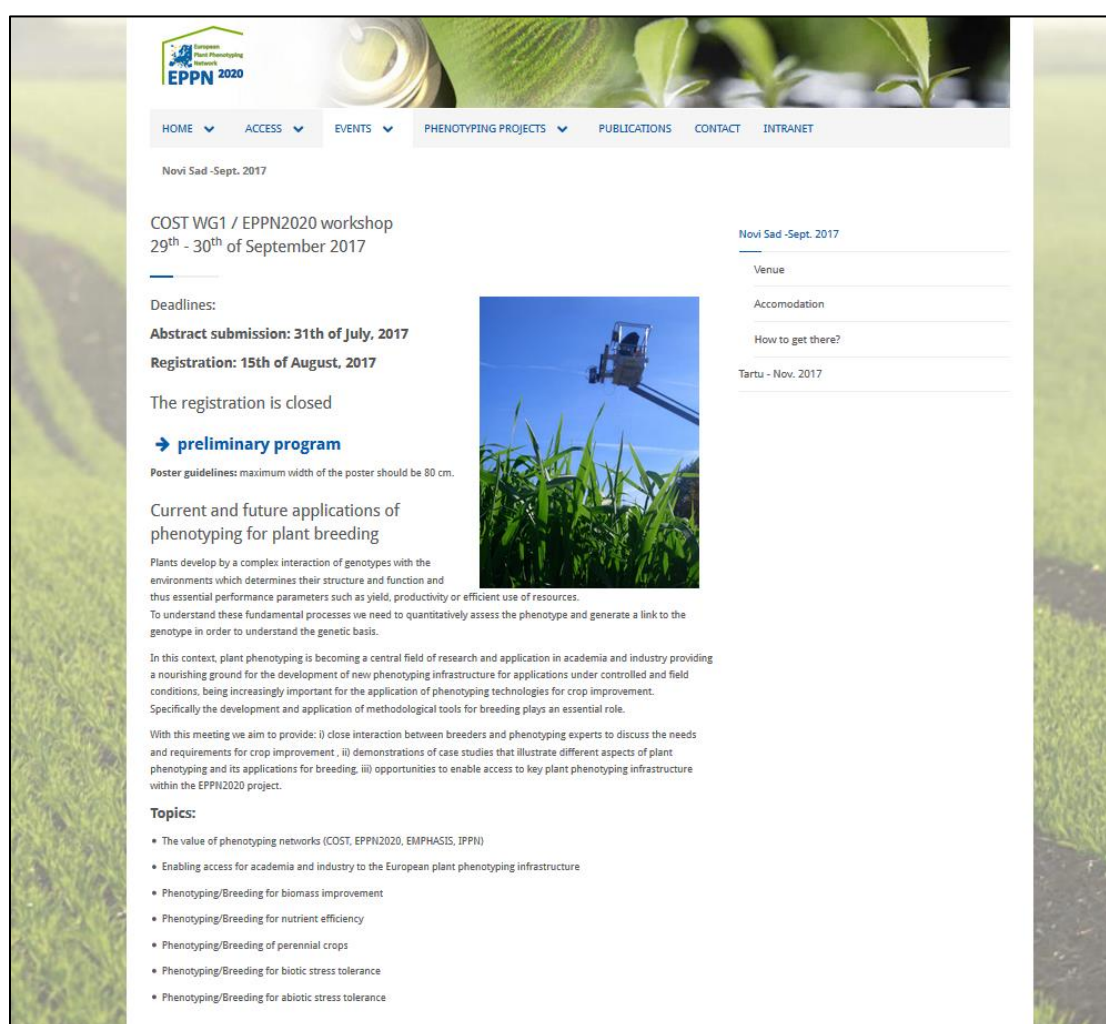 European
Plant Phenotyping
Network
EPPN 2020
HOME ACCESS EVENTS PHENOTYPING PROJECTS PUBLICATIONS CONTACT INTRANET
Novi Sad -Sept. 2017
COST WG1 / EPPN2020 workshop
29th - 30th of September 2017
Deadlines:
Abstract submission: 31th of July, 2017
Registration: 15th of August, 2017
The registration is closed
→ preliminary program
Poster guidelines: maximum width of the poster should be 80 cm.
Current and future applications of
phenotyping for plant breeding
Plants develop by a complex interaction of genotypes with the
environments which determines their structure and function and
thus essential performance parameters such as yield, productivity or efficient use of resources.
To understand these fundamental processes we need to quantitatively assess the phenotype and generate a link to the
genotype in order to understand the genetic basis.
In this context, plant phenotyping is becoming a central field of research and application in academia and industry providing
a nourishing ground for the development of new phenotyping infrastructure for applications under controlled and field
conditions, being increasingly important for the application of phenotyping technologies for crop improvement.
Specifically the development and application of methodological tools for breeding plays an essential role.
With this meeting we aim to provide: i) close interaction between breeders and phenotyping experts to discuss the needs
and requirements for crop improvement , ii) demonstrations of case studies that illustrate different aspects of plant
phenotyping and its applications for breeding, iii) opportunities to enable access to key plant phenotyping infrastructure
within the EPPN2020 project.
Topics:
• The value of phenotyping networks (COST, EPPN2020, EMPHASIS, IPPN)
• Enabling access for academia and industry to the European plant phenotyping infrastructure
• Phenotyping/Breeding for biomass improvement
• Phenotyping/Breeding for nutrient efficiency
• Phenotyping/Breeding of perennial crops
• Phenotyping/Breeding for biotic stress tolerance
• Phenotyping/Breeding for abiotic stress tolerance
Novi Sad -Sept. 2017
Venue
Accomodation
How to get there?
Tartu - Nov. 2017